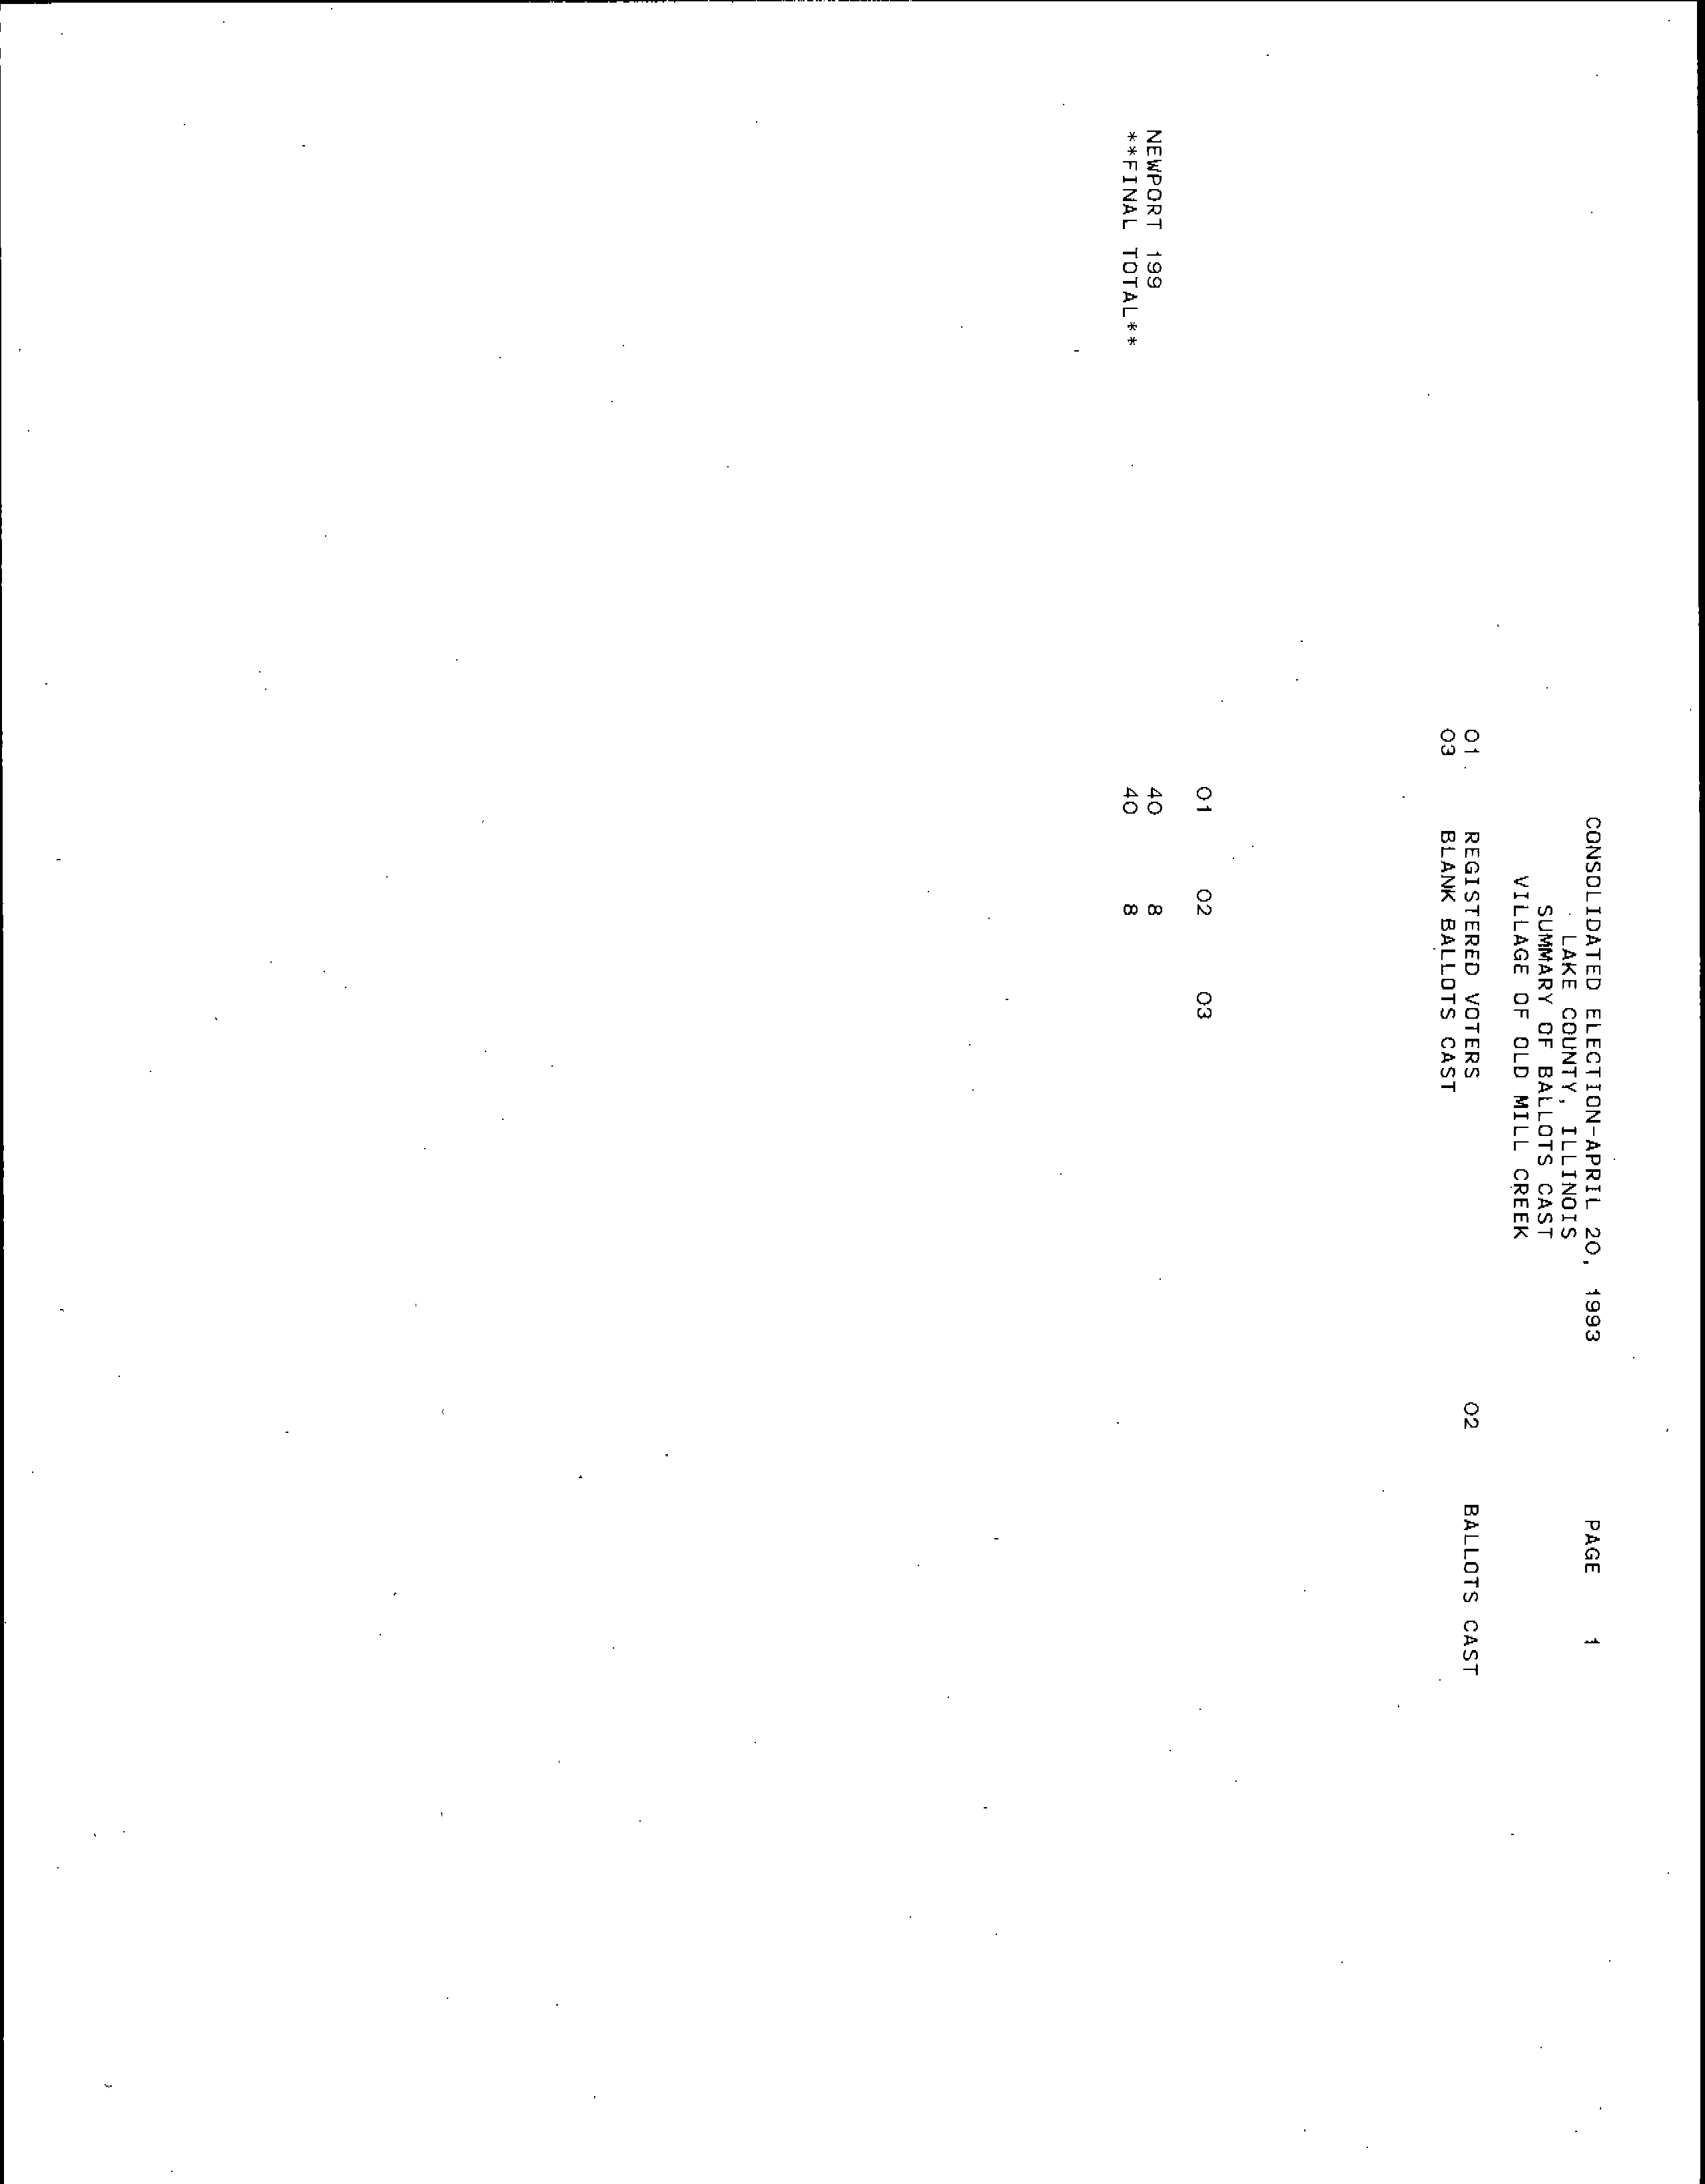 CONSOLIDATED ELECTION-APRIL 20, 1993 PAGE 1
LAKE COUNTY, ILLINOIS
SUMMARY OF BALLOTS CAST
VILLAGE OF OLD MILL CREEK
01 REGISTERED VOTERS 02 BALLOTS CAST
03 BLANK BALLOTS CAST
01 02 03
NEWPORT 199 40 8
**FINAL TOTAL** 40 8